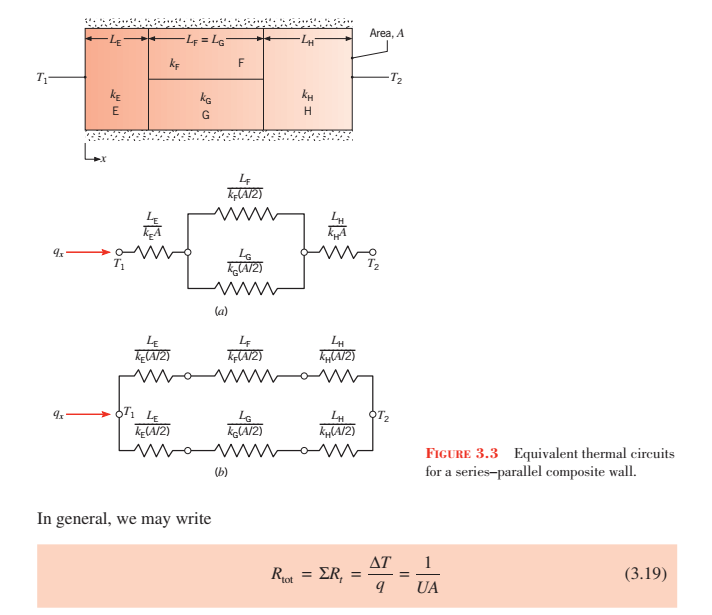 L_E L_F = L_G L_H Area, A
k_F F
T_1 T_2
k_E k_G k_H
E G H
x
L_F
k_F(A/2)
L_E L_H
k_E A k_H A
q_x T_1 L_G T_2
k_G(A/2)
(a)
L_E L_F L_H
k_E(A/2) k_F(A/2) k_H(A/2)
q_x T_1 L_E L_G L_H T_2
k_E(A/2) k_G(A/2) k_H(A/2)
(b)
FIGURE 3.3 Equivalent thermal circuits
for a series–parallel composite wall.
In general, we may write
R_tot = ΣR_t = ΔT/q = 1/UA (3.19)